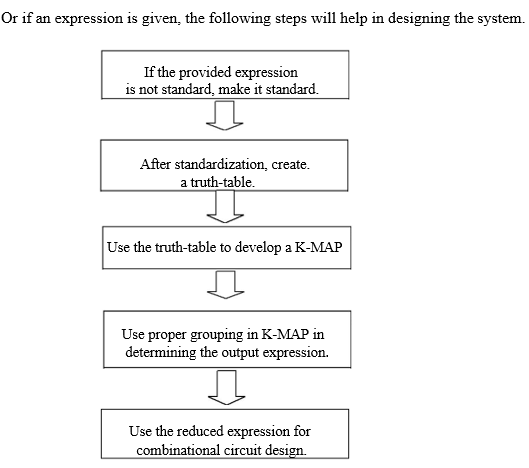 Or if an expression is given, the following steps will help in designing the system.
If the provided expression
is not standard, make it standard.
After standardization, create.
a truth-table.
Use the truth-table to develop a K-MAP
Use proper grouping in K-MAP in
determining the output expression.
Use the reduced expression for
combinational circuit design.